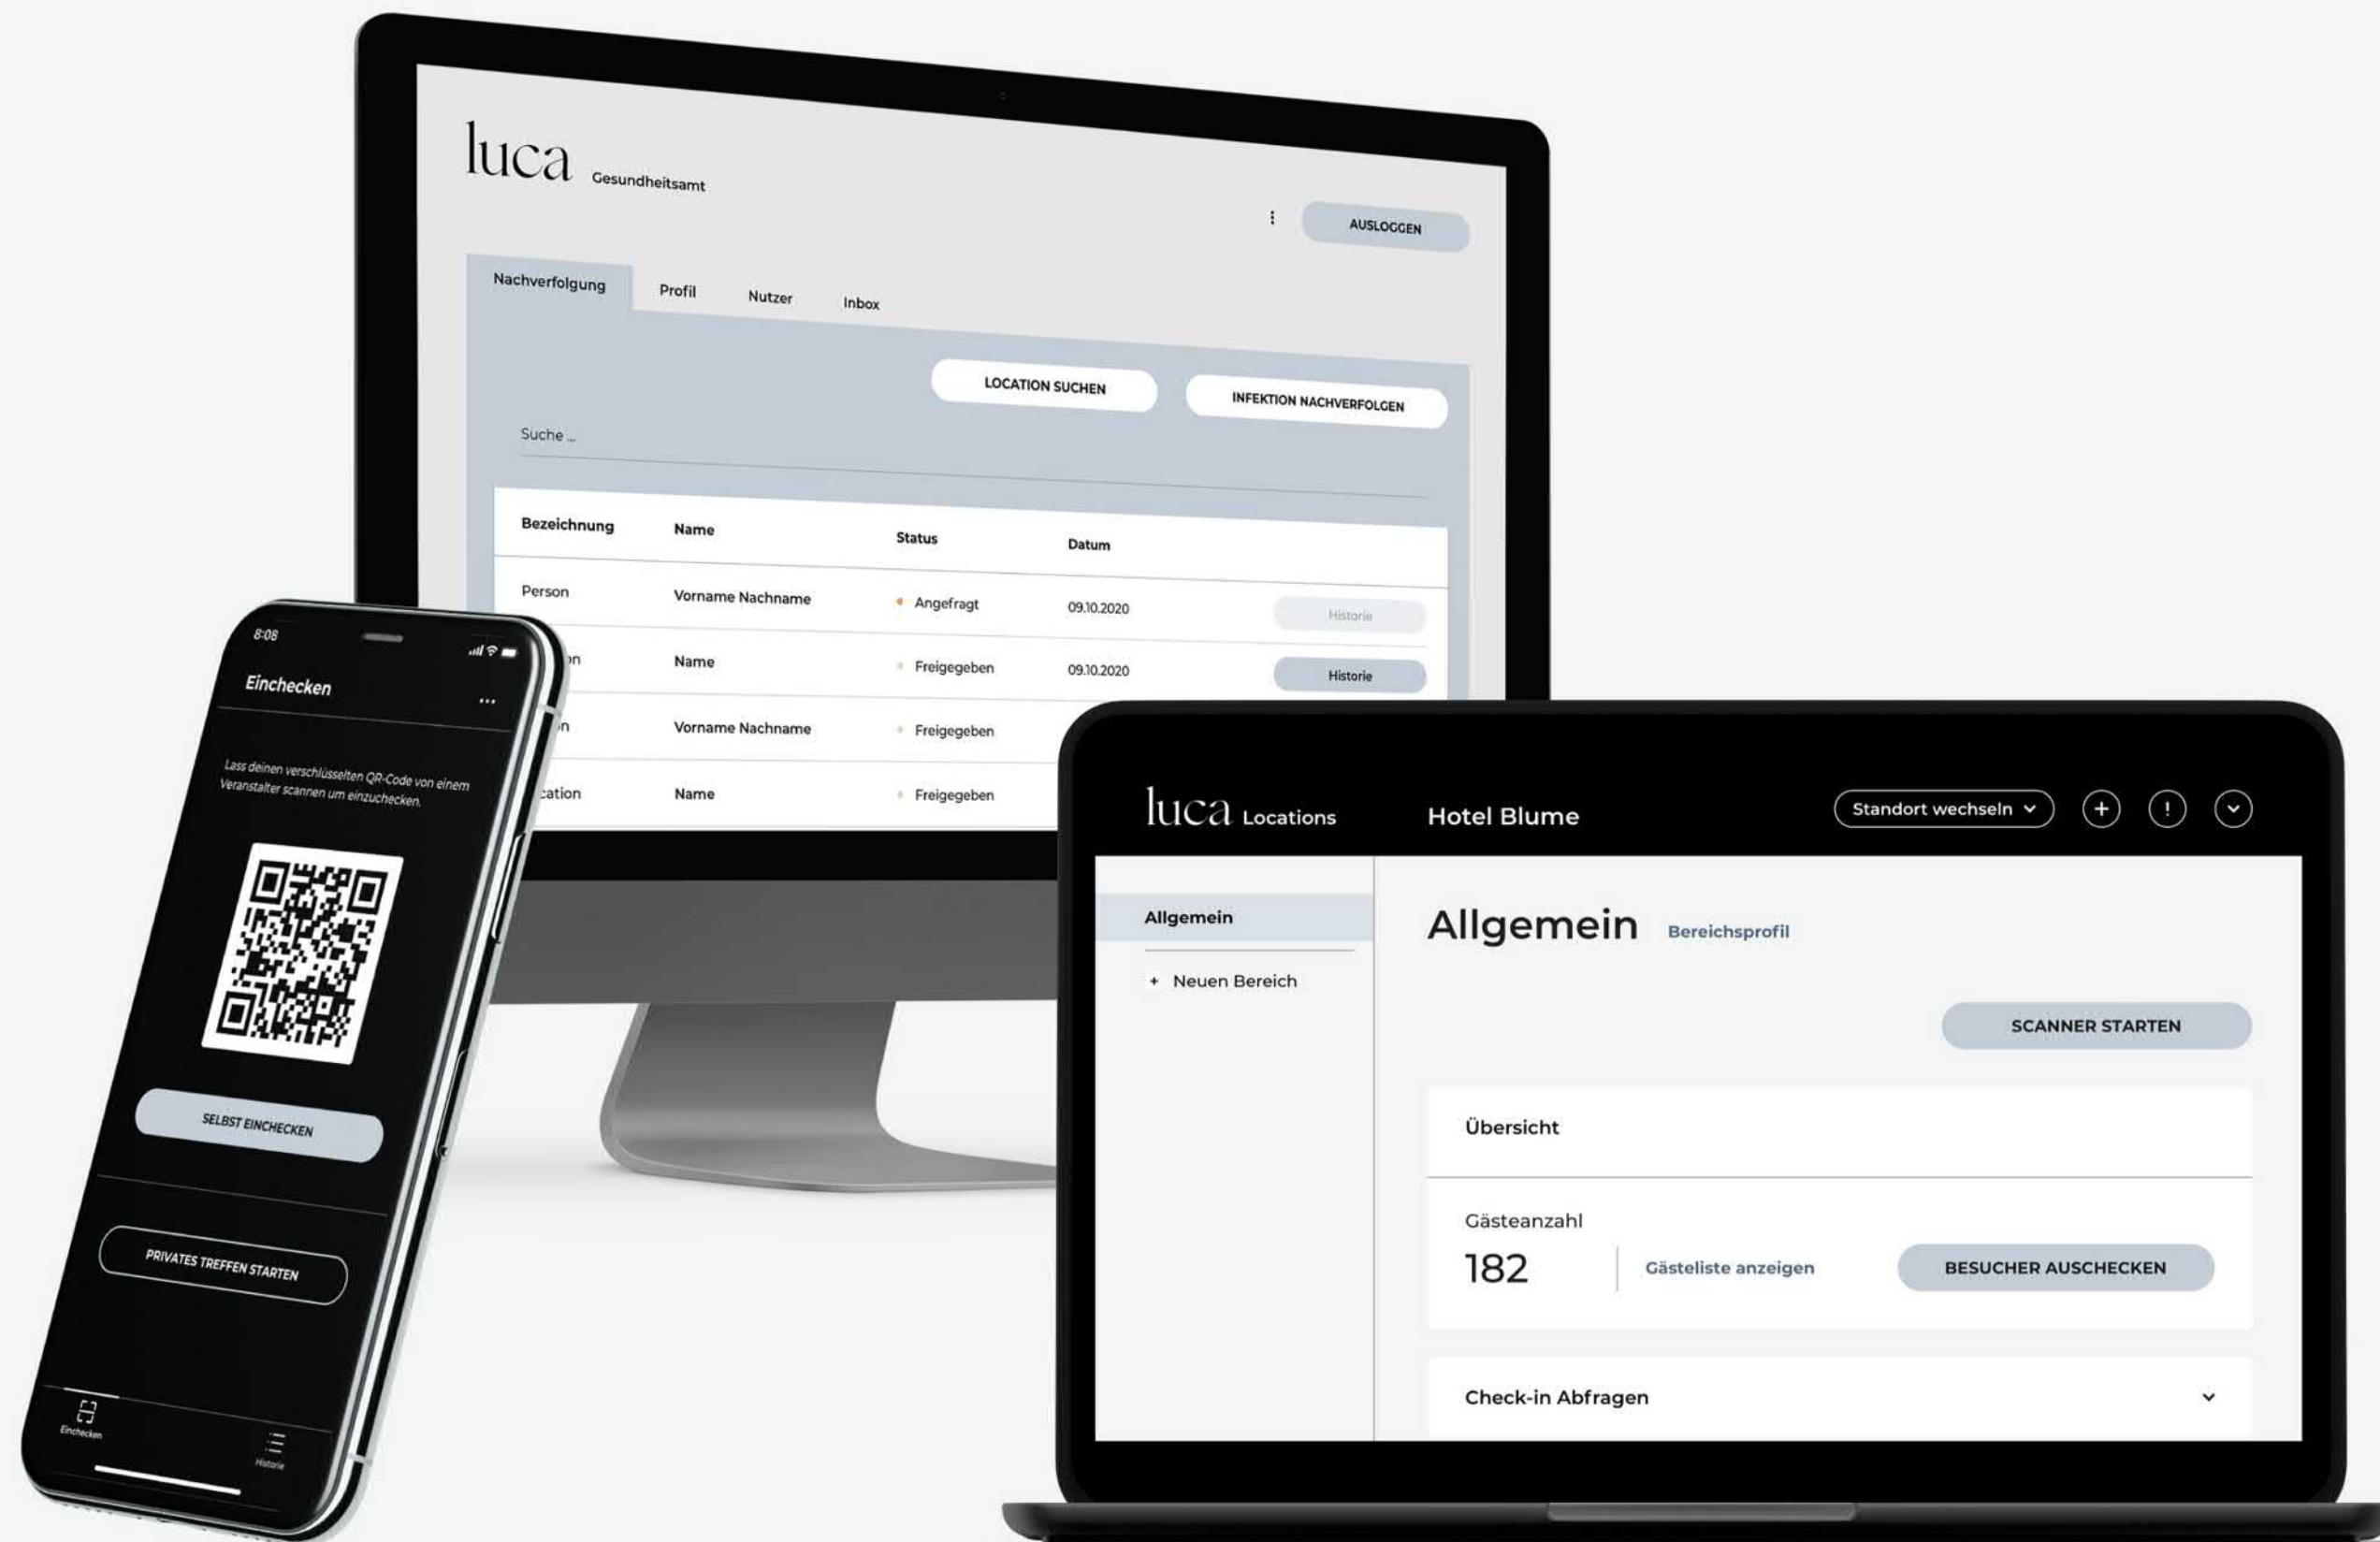 luca Gesundheitsamt
AUSLOGGEN
Nachverfolgung Profil Nutzer Inbox
LOCATION SUCHEN INFEKTION NACHVERFOLGEN
Suche ...
Bezeichnung Name Status Datum
Person Vorname Nachname Angefragt 09.10.2020 Historie
Name Freigegeben 09.10.2020 Historie
Vorname Nachname Freigegeben
Name Freigegeben
8:08
Einchecken
Lass deinen verschlüsselten QR-Code von einem
Veranstalter scannen um einzuchecken.
SELBST EINCHECKEN
PRIVATES TREFFEN STARTEN
Einchecken Historie
luca Locations Hotel Blume Standort wechseln
Allgemein
+ Neuen Bereich
Allgemein Bereichsprofil
SCANNER STARTEN
Übersicht
Gästeanzahl
182 Gästeliste anzeigen BESUCHER AUSCHECKEN
Check-in Abfragen